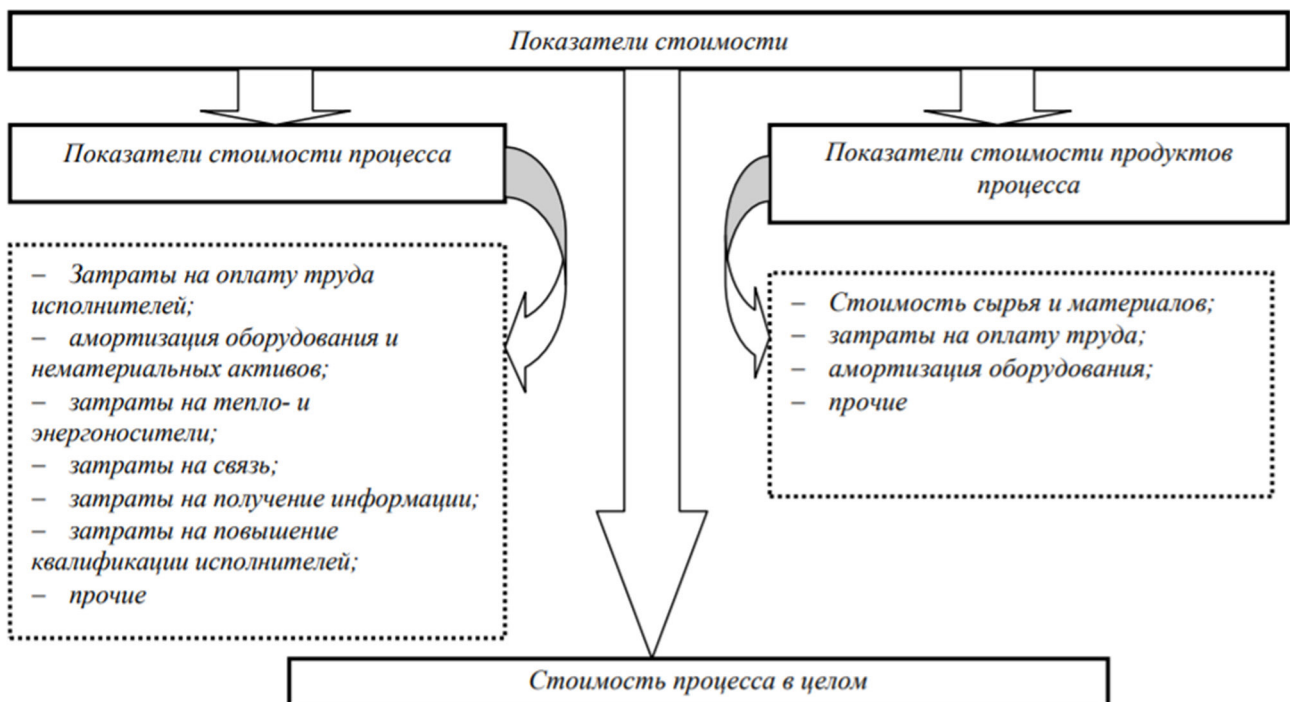 Показатели стоимости
Показатели стоимости процесса
Показатели стоимости продуктов
процесса
– Затраты на оплату труда
исполнителей;
– амортизация оборудования и
нематериальных активов;
– затраты на тепло- и
энергоносители;
– затраты на связь;
– затраты на получение информации;
– затраты на повышение
квалификации исполнителей;
– прочие
– Стоимость сырья и материалов;
– затраты на оплату труда;
– амортизация оборудования;
– прочие
Стоимость процесса в целом